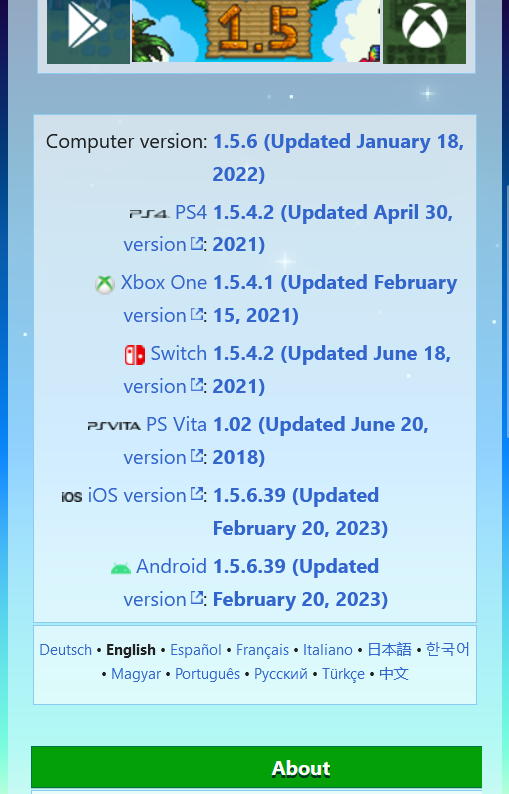 1.5
Computer version: 1.5.6 (Updated January 18,
2022)
PS4 PS4 1.5.4.2 (Updated April 30,
version: 2021)
Xbox One 1.5.4.1 (Updated February
version: 15, 2021)
Switch 1.5.4.2 (Updated June 18,
version: 2021)
PSVITA PS Vita 1.02 (Updated June 20,
version: 2018)
iOS iOS version: 1.5.6.39 (Updated
February 20, 2023)
Android 1.5.6.39 (Updated
version: February 20, 2023)
Deutsch • English • Español • Français • Italiano • 日本語 • 한국어
• Magyar • Português • Русский • Türkçe • 中文
About